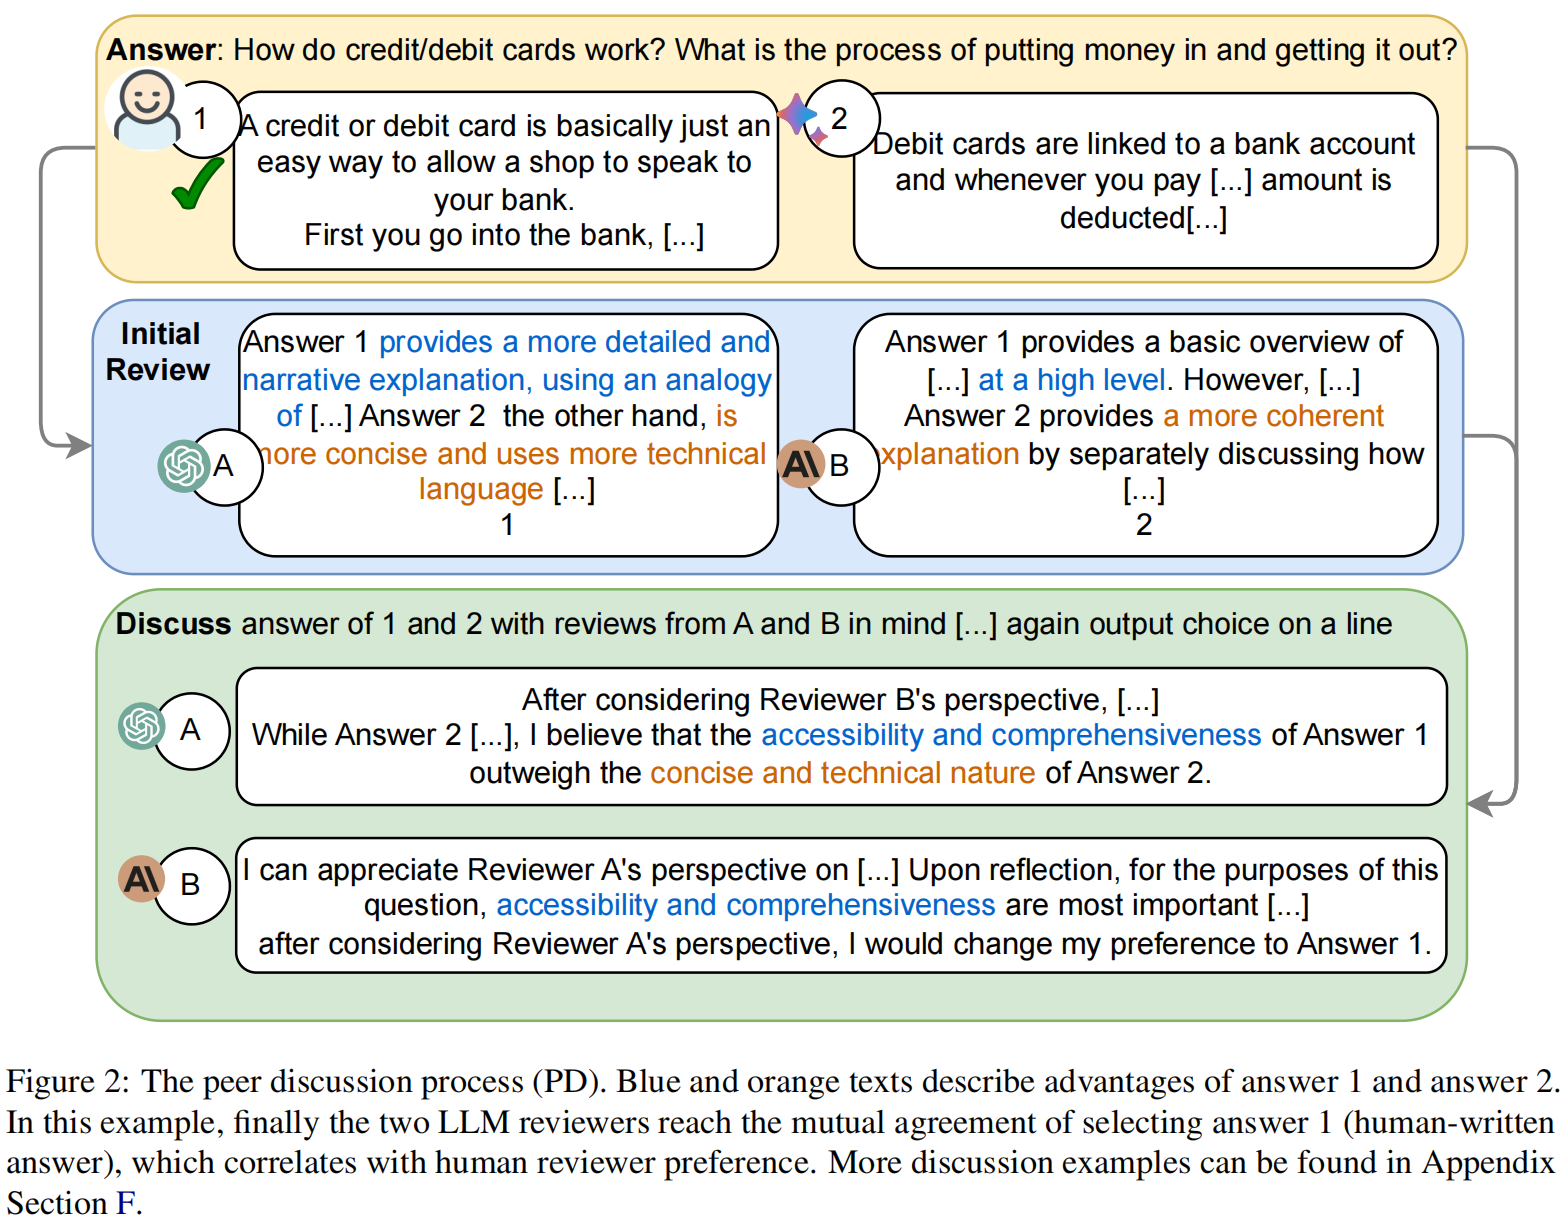 Answer: How do credit/debit cards work? What is the process of putting money in and getting it out?
1
A credit or debit card is basically just an
easy way to allow a shop to speak to
your bank.
First you go into the bank, [...]
2
Debit cards are linked to a bank account
and whenever you pay [...] amount is
deducted[...]
Initial
Review
A
Answer 1 provides a more detailed and
narrative explanation, using an analogy
of [...] Answer 2 the other hand, is
more concise and uses more technical
language [...]
1
B
Answer 1 provides a basic overview of
[...] at a high level. However, [...]
Answer 2 provides a more coherent
explanation by separately discussing how
[...]
2
Discuss answer of 1 and 2 with reviews from A and B in mind [...] again output choice on a line
A
After considering Reviewer B's perspective, [...]
While Answer 2 [...], I believe that the accessibility and comprehensiveness of Answer 1
outweigh the concise and technical nature of Answer 2.
B
I can appreciate Reviewer A's perspective on [...] Upon reflection, for the purposes of this
question, accessibility and comprehensiveness are most important [...]
after considering Reviewer A's perspective, I would change my preference to Answer 1.
Figure 2: The peer discussion process (PD). Blue and orange texts describe advantages of answer 1 and answer 2.
In this example, finally the two LLM reviewers reach the mutual agreement of selecting answer 1 (human-written
answer), which correlates with human reviewer preference. More discussion examples can be found in Appendix
Section F.